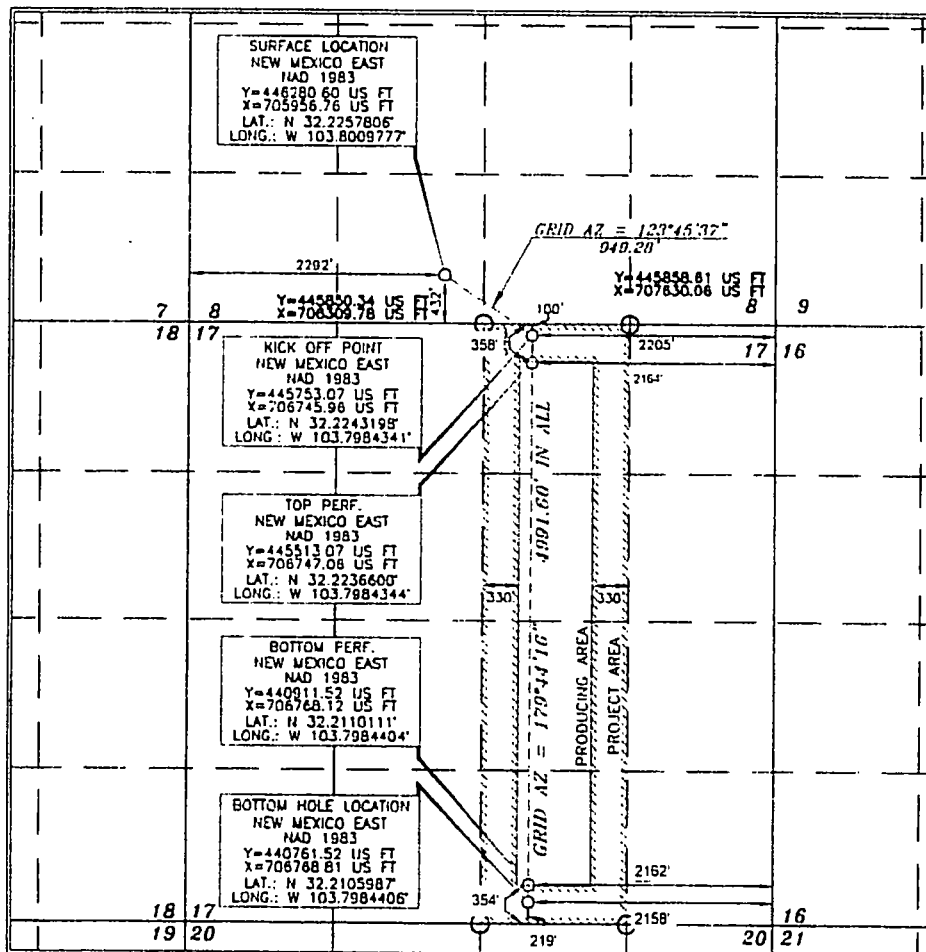 SURFACE LOCATION
NEW MEXICO EAST
NAD 1983
Y=446280.60 US FT
X=705956.76 US FT
LAT.: N 32.2257806°
LONG.: W 103.8009777°
GRID AZ = 123°45'37"
949.28'
2292'
432'
Y=445850.34 US FT
X=706309.78 US FT
Y=445858.61 US FT
X=707630.06 US FT
100'
7 8
18 17
8 9
17 16
358'
2205'
2164'
KICK OFF POINT
NEW MEXICO EAST
NAD 1983
Y=445753.07 US FT
X=706745.96 US FT
LAT.: N 32.2243198°
LONG.: W 103.7984341°
TOP PERF.
NEW MEXICO EAST
NAD 1983
Y=445513.07 US FT
X=706747.06 US FT
LAT.: N 32.2236600°
LONG.: W 103.7984344°
GRID AZ = 179°44'16" 4991.60' IN ALL
330'
330'
PRODUCING AREA
PROJECT AREA
BOTTOM PERF.
NEW MEXICO EAST
NAD 1983
Y=440911.52 US FT
X=706768.12 US FT
LAT.: N 32.2110111°
LONG.: W 103.7984404°
BOTTOM HOLE LOCATION
NEW MEXICO EAST
NAD 1983
Y=440761.52 US FT
X=706768.81 US FT
LAT.: N 32.2105987°
LONG.: W 103.7984406°
2162'
354'
2158'
219'
18 17
19 20
16
20 21